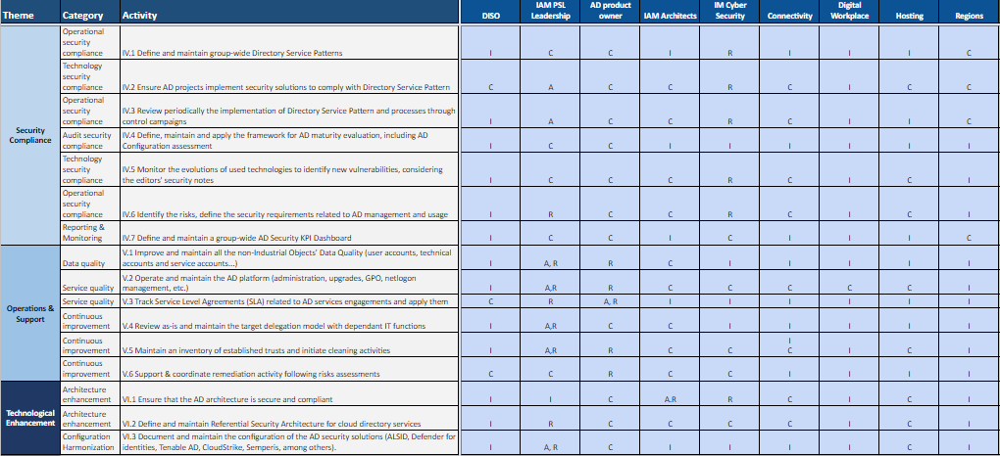 Theme Category Activity DISO IAM PSL Leadership AD product owner IAM Architects IM Cyber Security Connectivity Digital Workplace Hosting Regions
Security Compliance
Operational security compliance IV.1 Define and maintain group-wide Directory Service Patterns I C C I R I I I C
Technology security compliance IV.2 Ensure AD projects implement security solutions to comply with Directory Service Pattern C A C C R C I C C
Operational security compliance IV.3 Review periodically the implementation of Directory Service Pattern and processes through control campaigns I A C C R C I I C
Audit security compliance IV.4 Define, maintain and apply the framework for AD maturity evaluation, including AD Configuration assessment I C C I I I I I I
Technology security compliance IV.5 Monitor the evolutions of used technologies to identify new vulnerabilities, considering the editors' security notes I C C C R C I C I
Operational security compliance IV.6 Identify the risks, define the security requirements related to AD management and usage I R C C R C I C I
Reporting & Monitoring IV.7 Define and maintain a group-wide AD Security KPI Dashboard I C C I C I I I C
Operations & Support
Data quality V.1 Improve and maintain all the non-Industrial Objects' Data Quality (user accounts, technical accounts and service accounts...) I A, R R C I I I I I
Service quality V.2 Operate and maintain the AD platform (administration, upgrades, GPO, netlogon management, etc.) I A,R R C C C C C I
Service quality V.3 Track Service Level Agreements (SLA) related to AD services engagements and apply them C R A, R I I I I I I
Continuous improvement V.4 Review as-is and maintain the target delegation model with dependant IT functions I A,R C C I I I I I
Continuous improvement V.5 Maintain an inventory of established trusts and initiate cleaning activities I A,R R C C I C I C I
Continuous improvement V.6 Support & coordinate remediation activity following risks assessments C C R C C I I I I
Technological Enhancement
Architecture enhancement VI.1 Ensure that the AD architecture is secure and compliant I I C A,R R C I C I
Architecture enhancement VI.2 Define and maintain Referential Security Architecture for cloud directory services I R C C C C I C I
Configuration Harmonization VI.3 Document and maintain the configuration of the AD security solutions (ALSID, Defender for identities, Tenable AD, CloudStrike, Semperis, among others). I A, R C I I I I C I